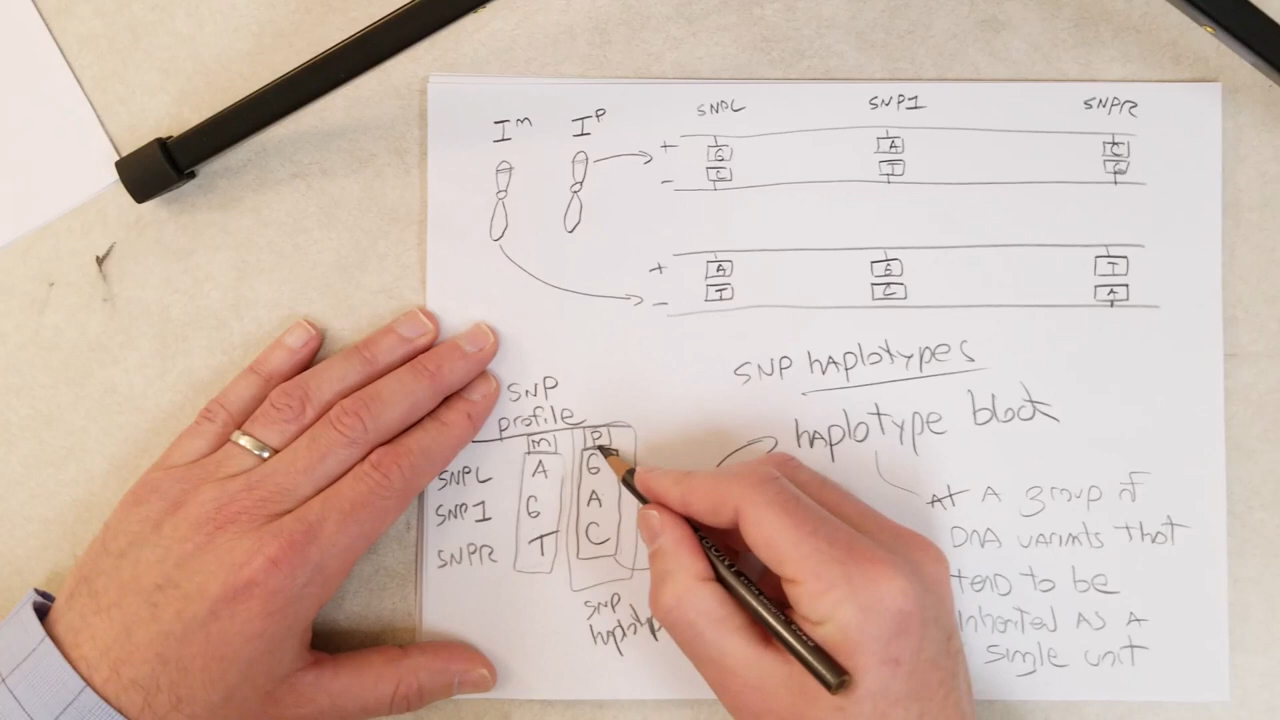 I^m I^P SNPL SNP1 SNPR
+ G A C
- C T G
+ A G T
- T C A
SNP haplotypes
haplotype block
A group of
DNA variants that
tend to be
inherited as a
single unit
SNP
profile
m P
SNPL A G
SNP1 G A
SNPR T C
SNP